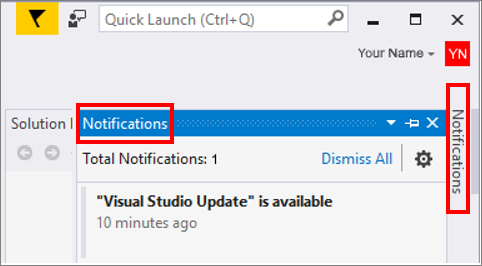 Quick Launch (Ctrl+Q)
Your Name
YN
Solution
Notifications
Notifications
Total Notifications: 1
Dismiss All
"Visual Studio Update" is available
10 minutes ago